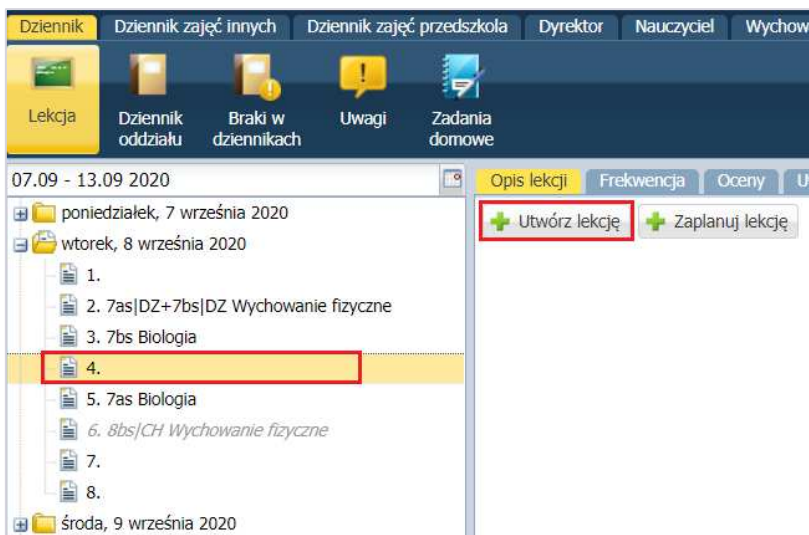 Dziennik Dziennik zajęć innych Dziennik zajęć przedszkola Dyrektor Nauczyciel Wychow
Lekcja Dziennik oddziału Braki w dziennikach Uwagi Zadania domowe
07.09 - 13.09 2020
Opis lekcji Frekwencja Oceny U
Utwórz lekcję Zaplanuj lekcję
poniedziałek, 7 września 2020
wtorek, 8 września 2020
1.
2. 7as|DZ+7bs|DZ Wychowanie fizyczne
3. 7bs Biologia
4.
5. 7as Biologia
6. 8bs|CH Wychowanie fizyczne
7.
8.
środa, 9 września 2020